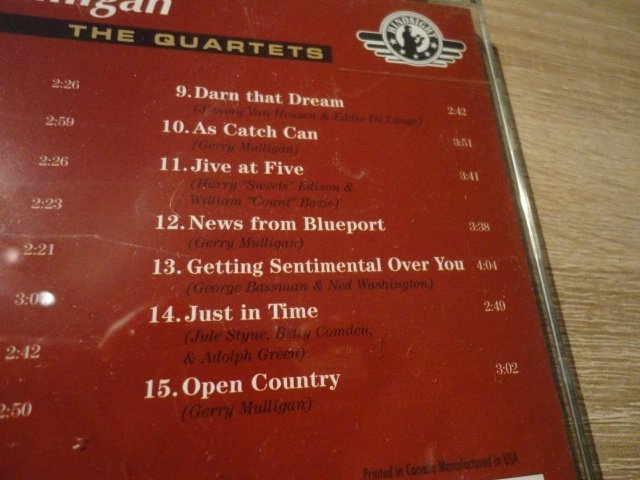 THE QUARTETS
HINDSIGHT
2:26
2:59
2:26
2:23
2:21
2:42
2:50
9. Darn that Dream 2:42
(Jimmy Van Heusen & Eddie De Lange)
10. As Catch Can 3:51
(Gerry Mulligan)
11. Jive at Five 3:41
(Harry "Sweets" Edison &
William "Count" Basie)
12. News from Blueport 3:38
(Gerry Mulligan)
13. Getting Sentimental Over You 4:04
(George Bassman & Ned Washington)
14. Just in Time 2:49
(Jule Styne, Betty Comden,
& Adolph Green)
15. Open Country 3:02
(Gerry Mulligan)
Printed in Canada Manufactured in USA